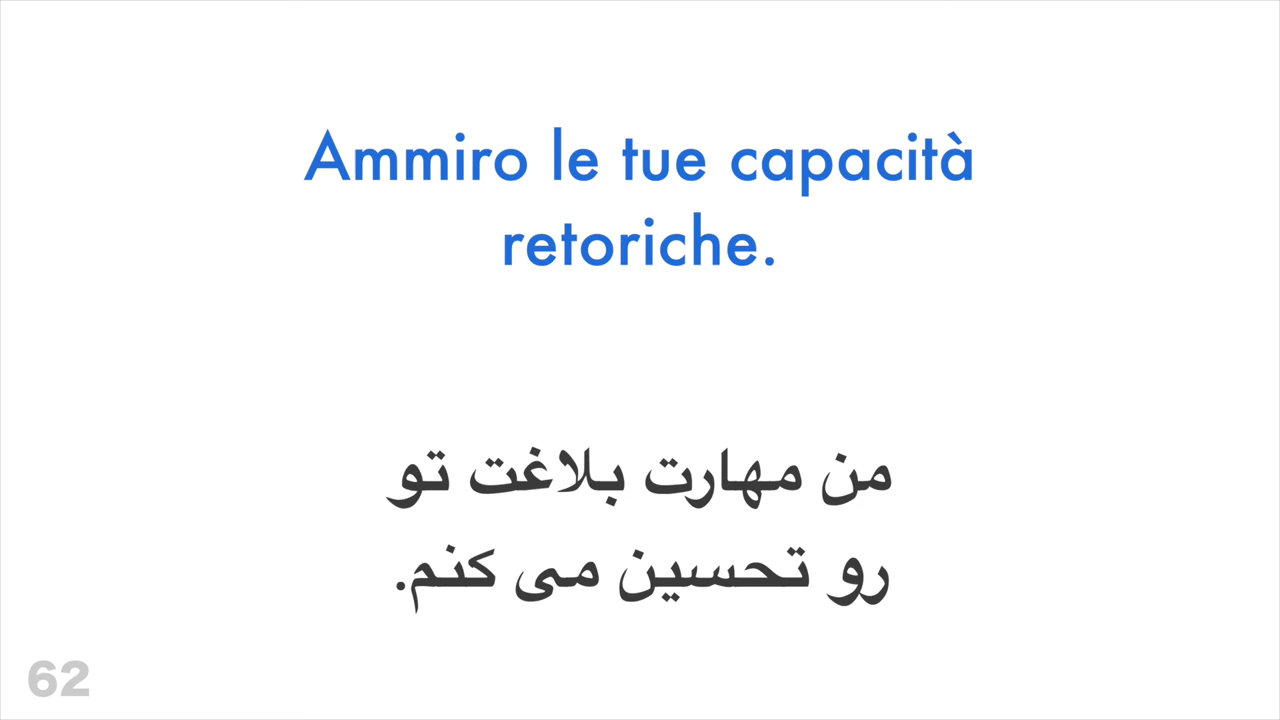 Ammiro le tue capacità
retoriche.
من مهارت بلاغت تو
رو تحسین می کنم.
62